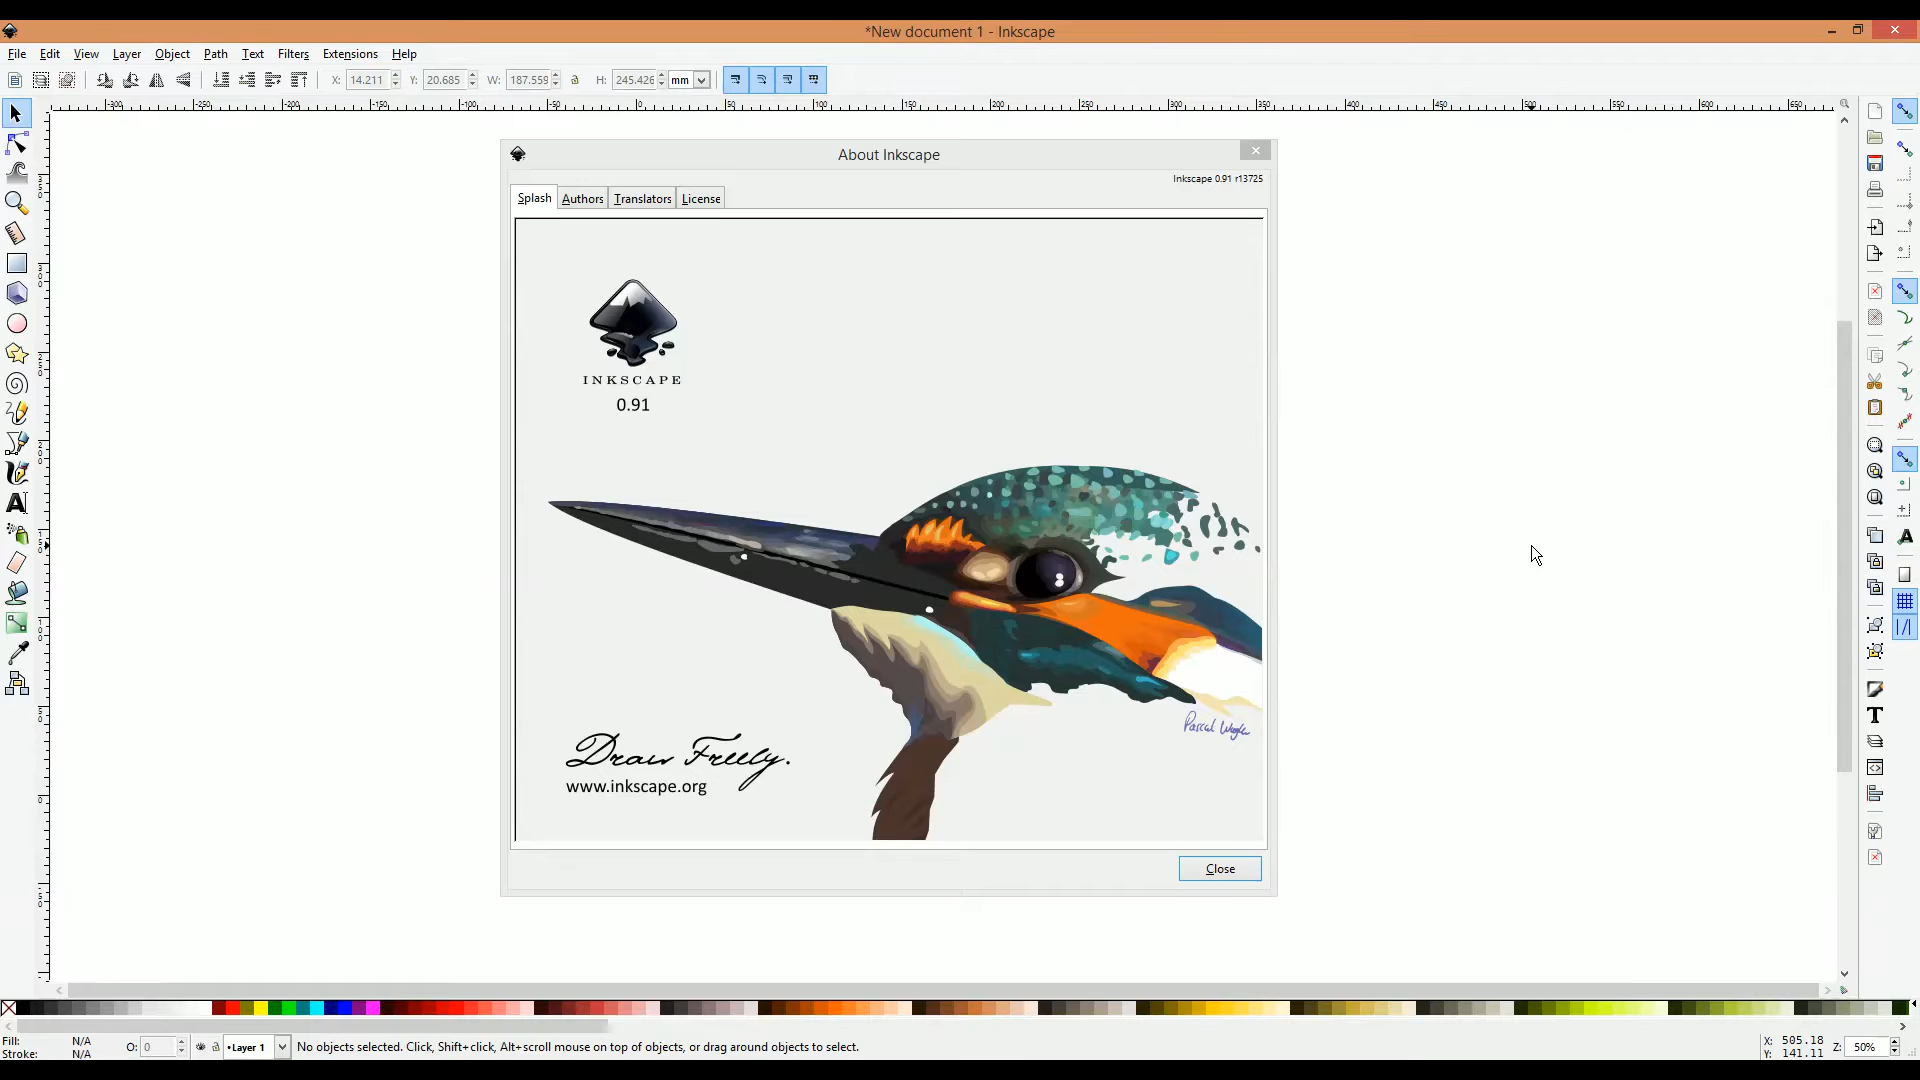 *New document 1 - Inkscape
File Edit View Layer Object Path Text Filters Extensions Help
X: 14.211 Y: 20.685 W: 187.559 H: 245.426 mm
About Inkscape
Inkscape 0.91 r13725
Splash Authors Translators License
INKSCAPE
0.91
Draw Freely.
www.inkscape.org
Close
Fill: N/A
Stroke: N/A
O: 0
•Layer 1
No objects selected. Click, Shift+click, Alt+scroll mouse on top of objects, or drag around objects to select.
X: 505.18
Y: 141.11
Z: 50%